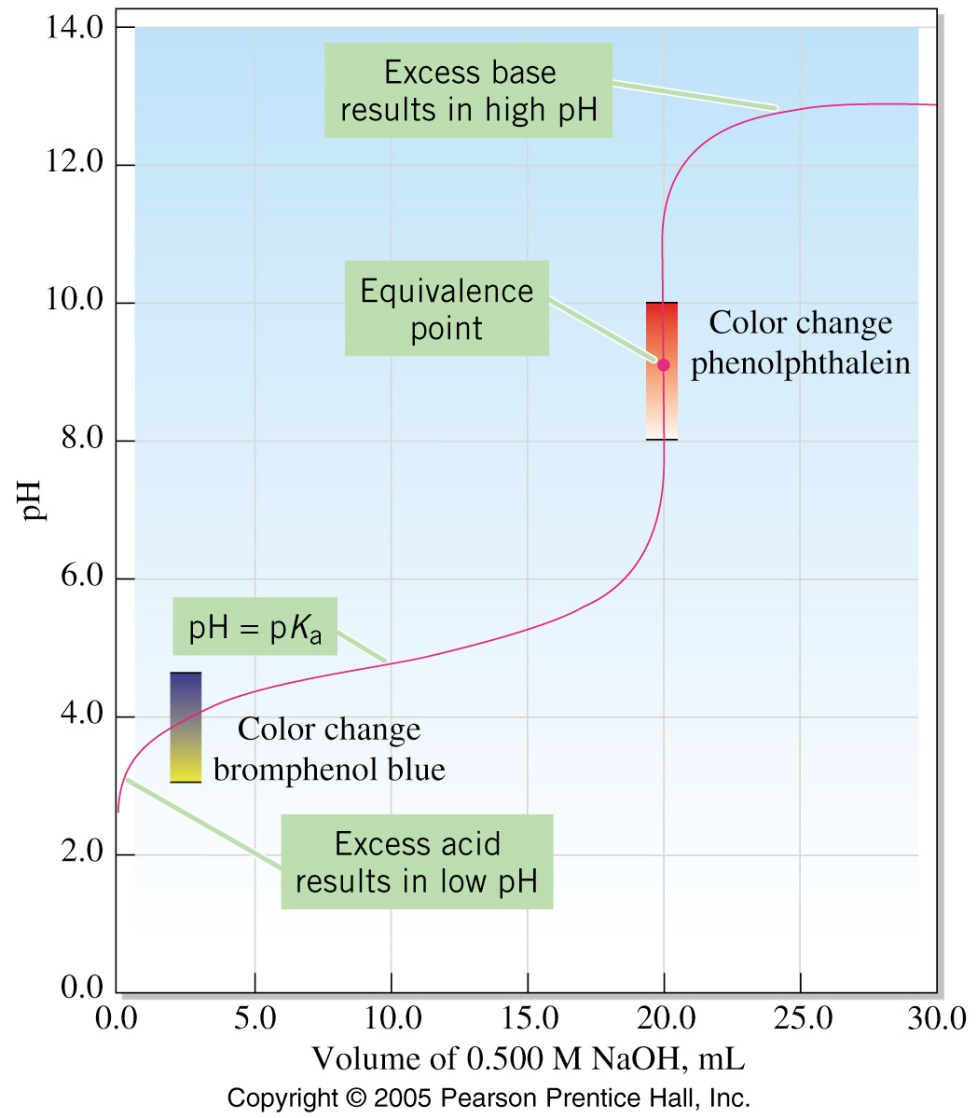 14.0
Excess base
results in high pH
12.0
10.0
Equivalence
point
Color change
phenolphthalein
8.0
pH
6.0
pH = pKa
4.0
Color change
bromphenol blue
2.0
Excess acid
results in low pH
0.0
0.0 5.0 10.0 15.0 20.0 25.0 30.0
Volume of 0.500 M NaOH, mL
Copyright © 2005 Pearson Prentice Hall, Inc.